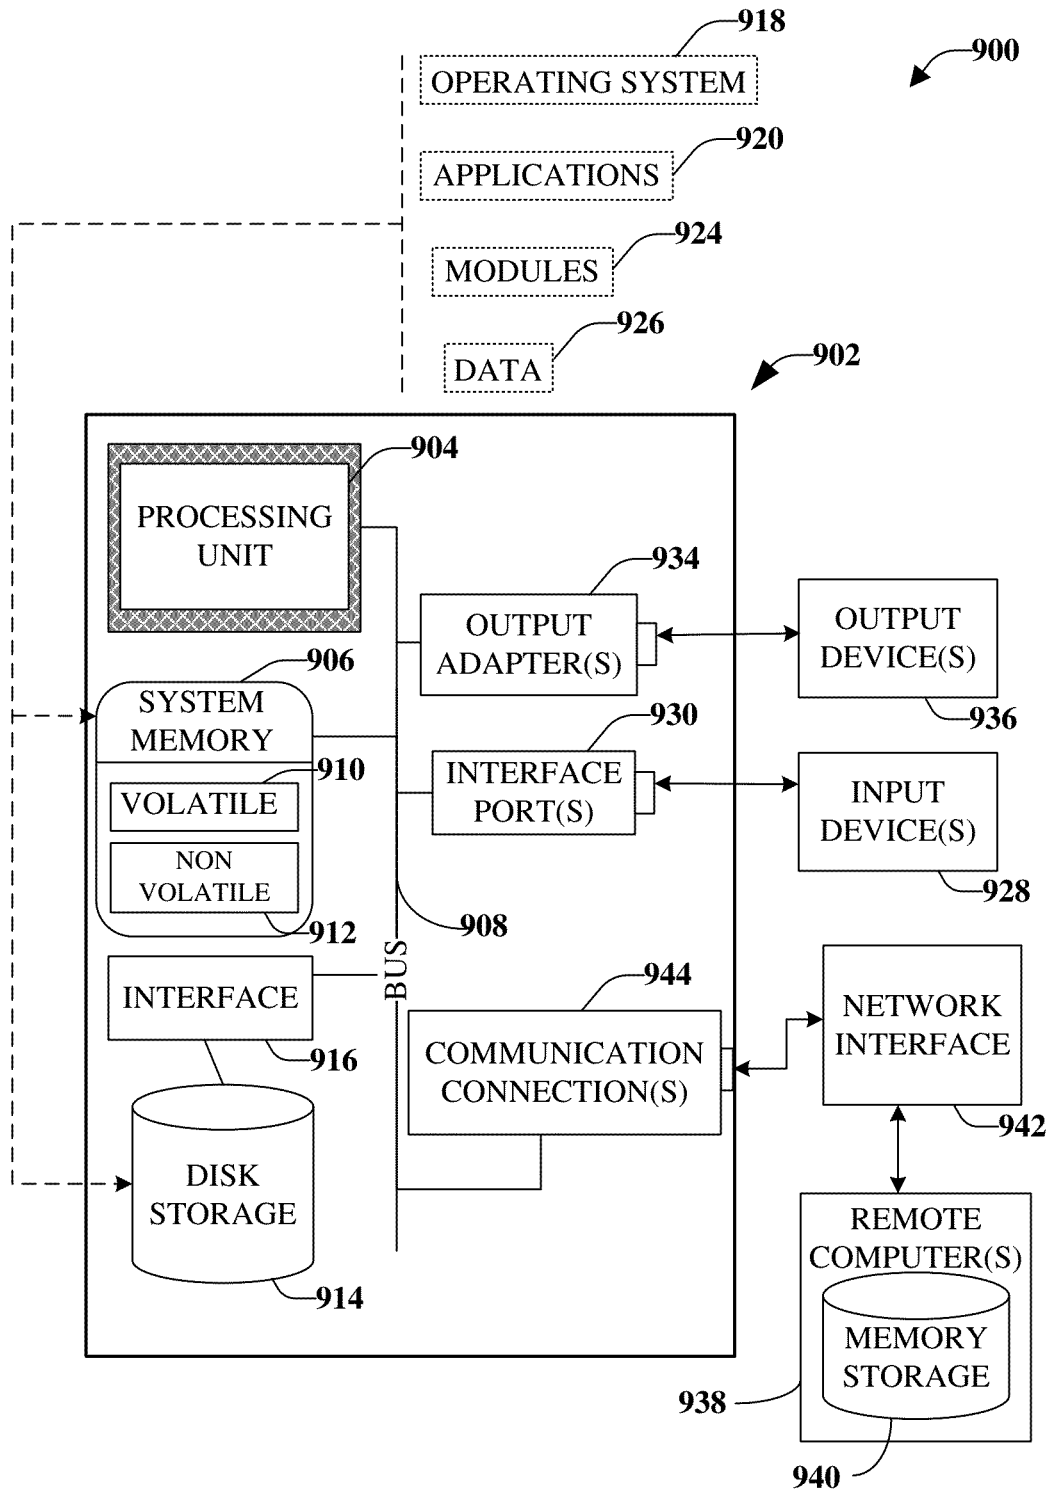 918
900
OPERATING SYSTEM
920
APPLICATIONS
924
MODULES
926
902
DATA
904
PROCESSING
UNIT
934
OUTPUT
ADAPTER(S)
OUTPUT
DEVICE(S)
936
906
SYSTEM
MEMORY
930
INTERFACE
PORT(S)
INPUT
DEVICE(S)
928
910
VOLATILE
NON
VOLATILE
912
908
BUS
INTERFACE
916
944
COMMUNICATION
CONNECTION(S)
NETWORK
INTERFACE
942
DISK
STORAGE
914
REMOTE
COMPUTER(S)
MEMORY
STORAGE
938
940